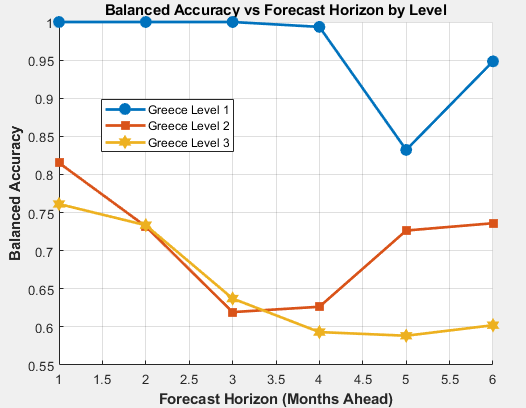 Balanced Accuracy vs Forecast Horizon by Level
1
0.95
0.9
0.85
0.8
0.75
0.7
0.65
0.6
0.55
Balanced Accuracy
Greece Level 1
Greece Level 2
Greece Level 3
1 1.5 2 2.5 3 3.5 4 4.5 5 5.5 6
Forecast Horizon (Months Ahead)